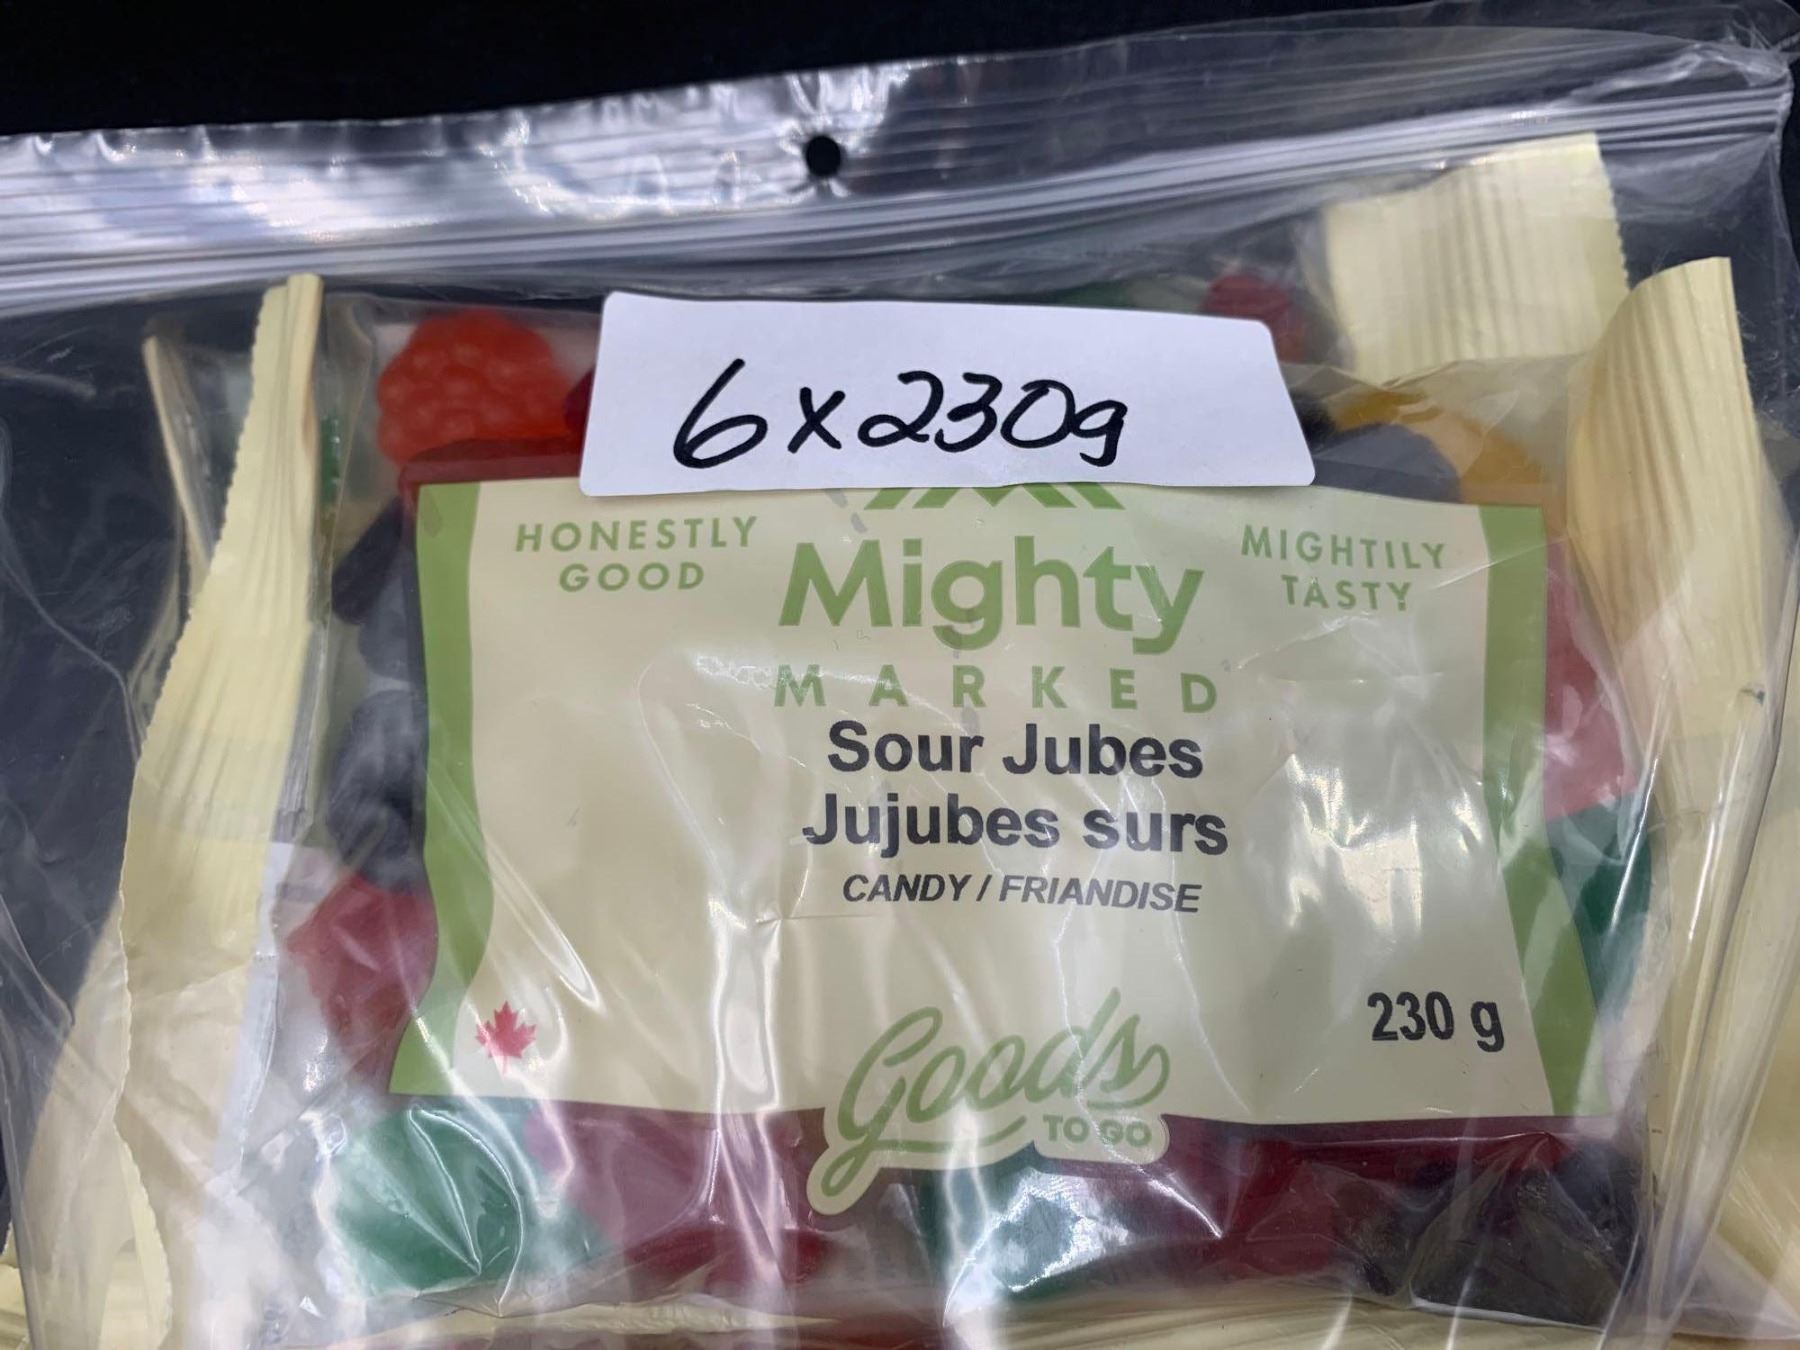 6x230g
HONESTLY
GOOD
Mighty
MARKED
MIGHTILY
TASTY
Sour Jubes
Jujubes surs
CANDY / FRIANDISE
230 g
Goods
TO GO